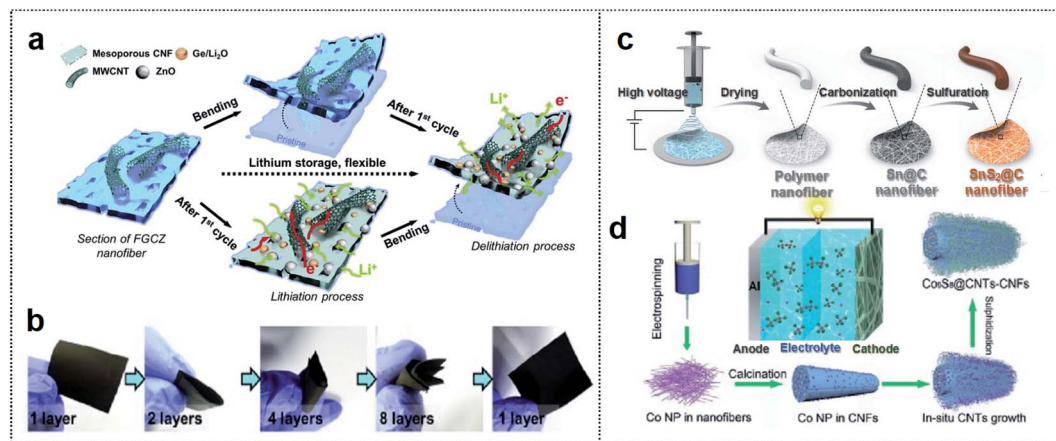 a
Mesoporous CNF
Ge/Li₂O
MWCNT
ZnO
Bending
Pristine
After 1st cycle
Li⁺
e⁻
Lithium storage, flexible
Pristine
Section of FGCZ
nanofiber
After 1st cycle
e⁻
Li⁺
Lithiation process
Bending
Delithiation process
b
1 layer
2 layers
4 layers
8 layers
1 layer
c
High voltage
Drying
Carbonization
Sulfuration
Polymer
nanofiber
Sn@C
nanofiber
SnS₂@C
nanofiber
d
Electrospinning
Al
Anode
Electrolyte
Cathode
Co NP in nanofibers
Calcination
Co NP in CNFs
In-situ CNTs growth
Sulphidization
Co₉S₈@CNTs-CNFs